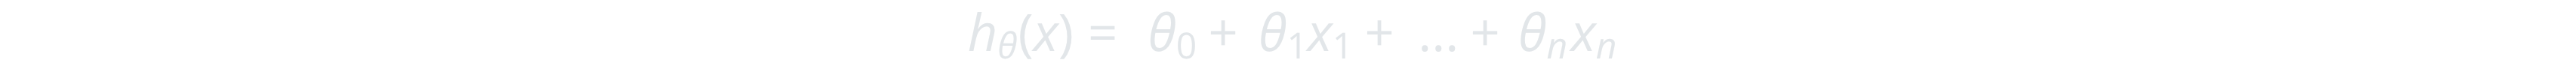 hθ(x) = θ0 + θ1x1 + ... + θnxn